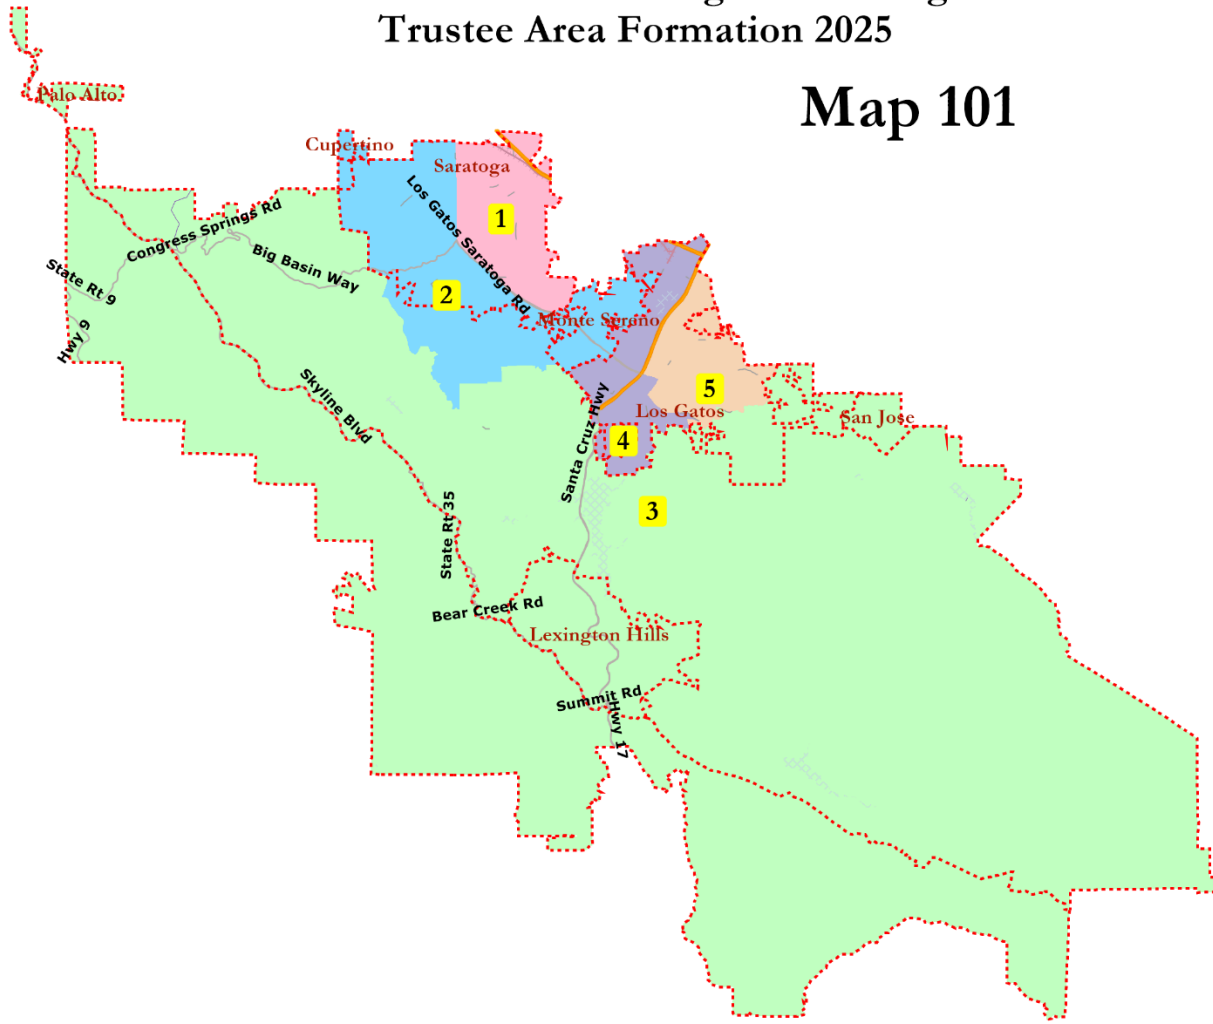 Trustee Area Formation 2025
Map 101
Palo Alto
Cupertino
Saratoga
Los Gatos Saratoga Rd
1
Congress Springs Rd
Big Basin Way
State Rt 9
2
Hwy 9
Monte Sereno
Skyline Blvd
5
Los Gatos
San Jose
Santa Cruz Hwy
4
3
State Rt 35
Bear Creek Rd
Lexington Hills
Summit Rd
Hwy 17